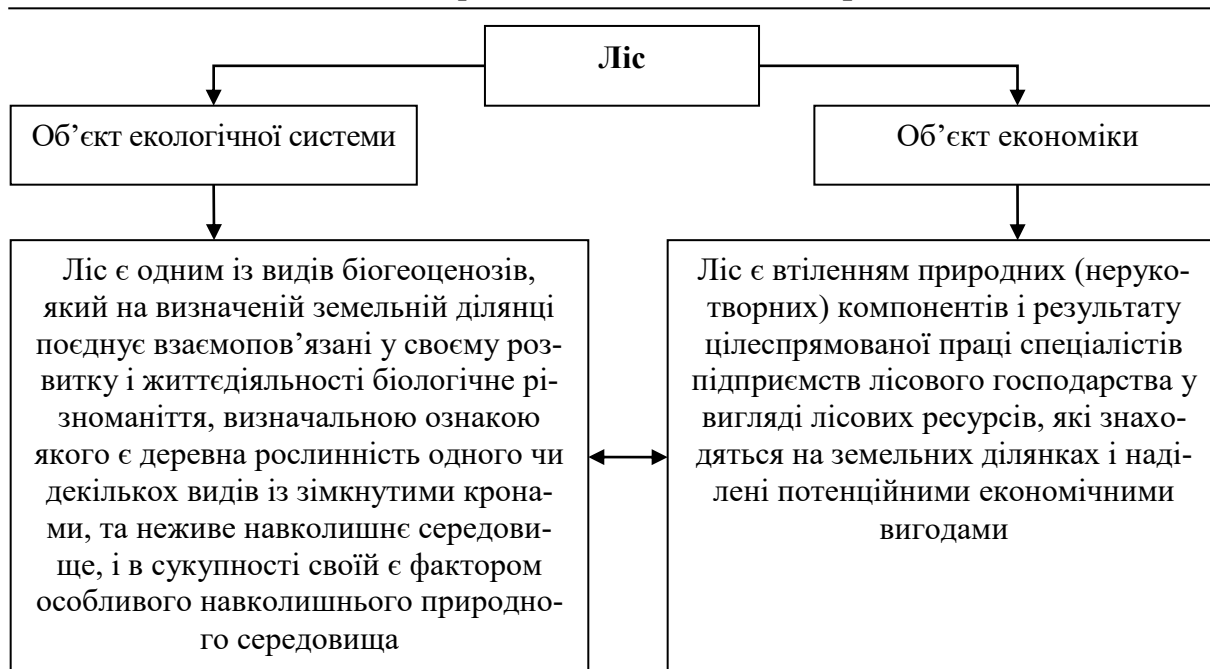 Ліс
Об’єкт екологічної системи
Об’єкт економіки
Ліс є одним із видів біогеоценозів,
який на визначеній земельній ділянці
поєднує взаємопов’язані у своєму роз-
витку і життєдіяльності біологічне рі-
зноманіття, визначальною ознакою
якого є деревна рослинність одного чи
декількох видів із зімкнутими крона-
ми, та неживе навколишнє середови-
ще, і в сукупності своїй є фактором
особливого навколишнього природно-
го середовища
Ліс є втіленням природних (неруко-
творних) компонентів і результату
цілеспрямованої праці спеціалістів
підприємств лісового господарства у
вигляді лісових ресурсів, які знахо-
дяться на земельних ділянках і наді-
лені потенційними економічними
вигодами